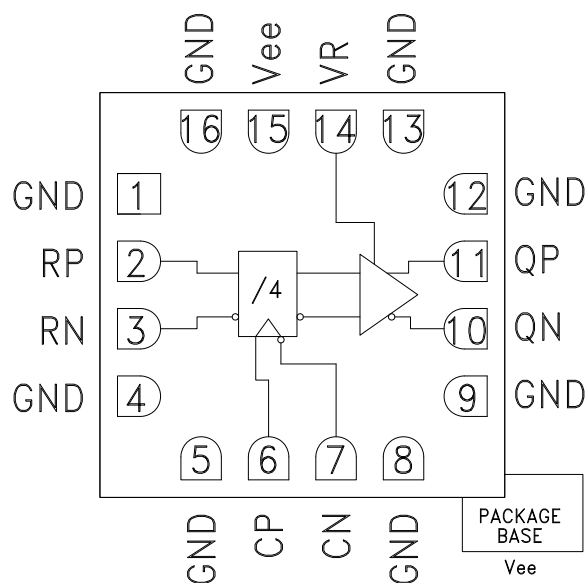 GND Vee VR GND
16 15 14 13
GND 1 12 GND
RP 2 11 QP
/4
RN 3 10 QN
GND 4 9 GND
5 6 7 8
GND CP CN GND
PACKAGE
BASE
Vee